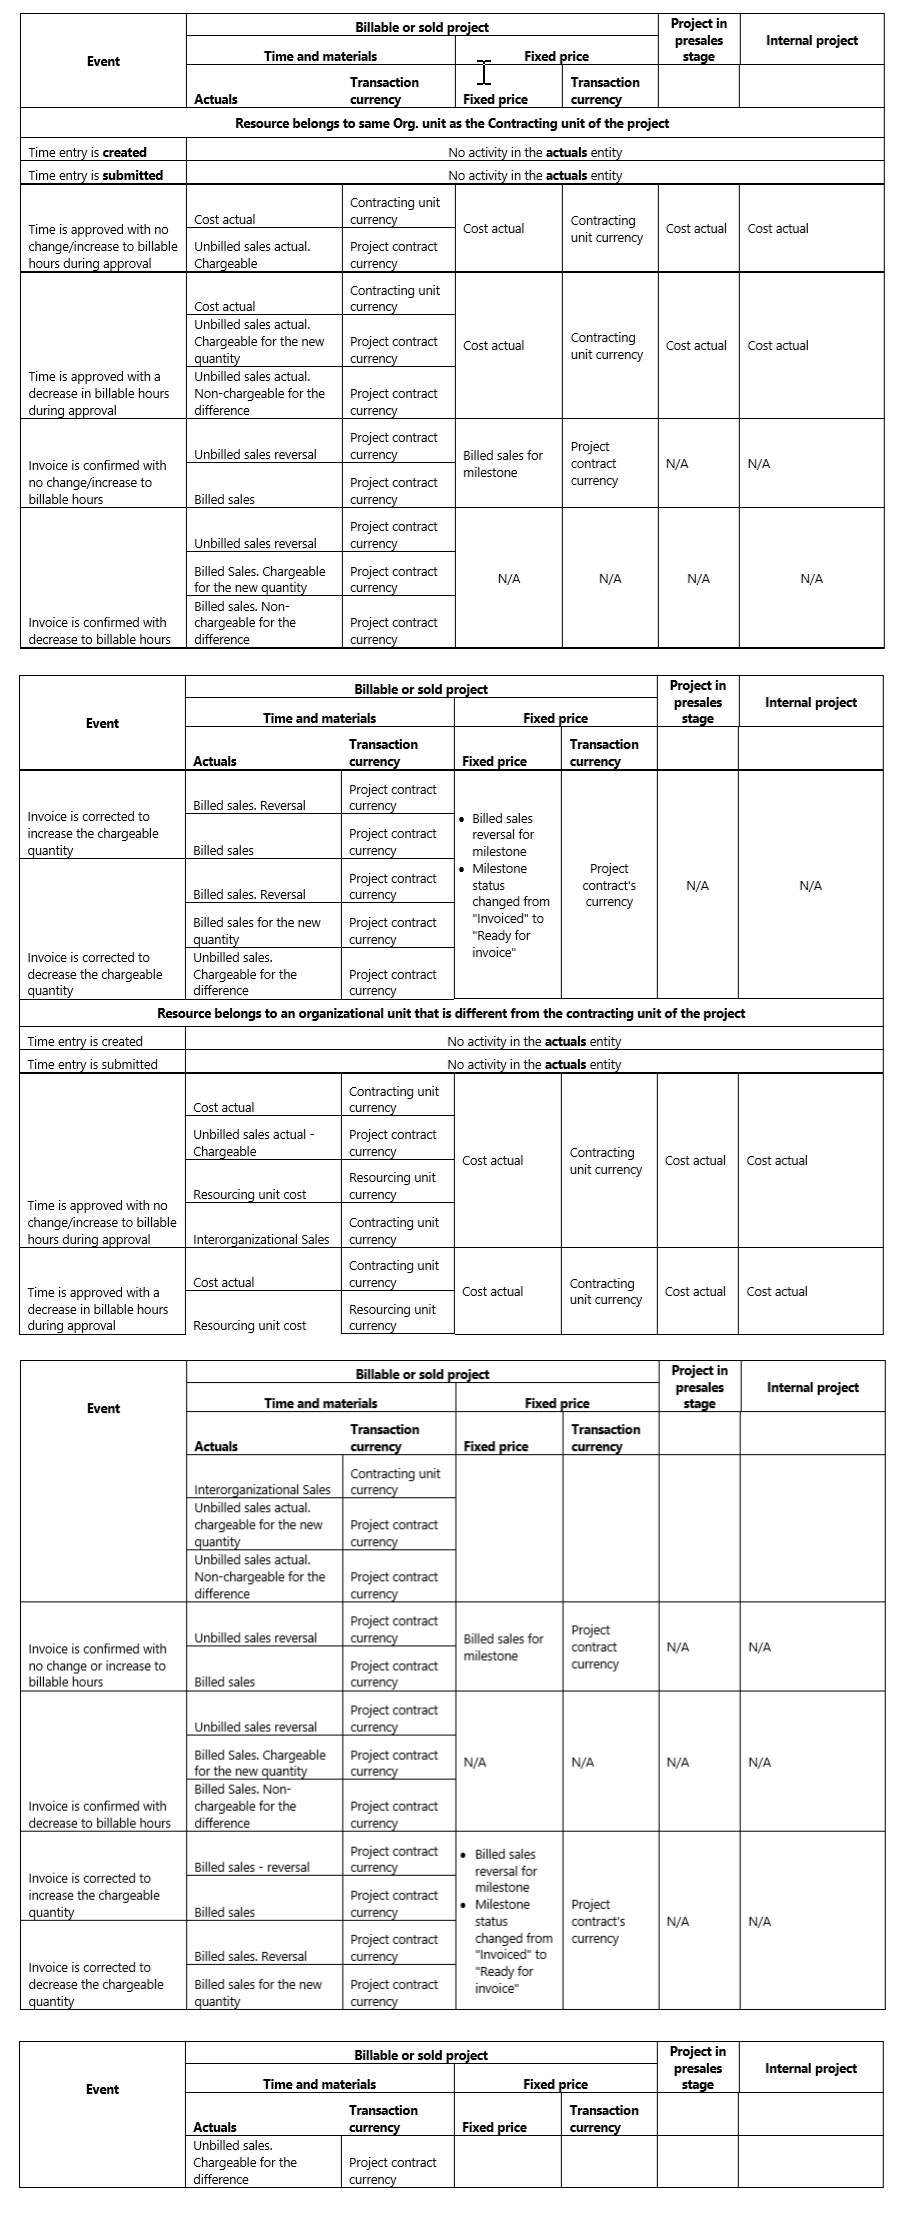 Billable or sold project
Project in
presales
stage
Internal project
Event
Time and materials
Fixed price
Actuals
Transaction
currency
Fixed price
Transaction
currency
Resource belongs to same Org. unit as the Contracting unit of the project
Time entry is created
No activity in the actuals entity
Time entry is submitted
No activity in the actuals entity
Time is approved with no
change/increase to billable
hours during approval
Cost actual
Contracting unit
currency
Unbilled sales actual.
Chargeable
Project contract
currency
Cost actual
Contracting
unit currency
Cost actual
Cost actual
Time is approved with a
decrease in billable hours
during approval
Cost actual
Contracting unit
currency
Unbilled sales actual.
Chargeable for the new
quantity
Project contract
currency
Unbilled sales actual.
Non-chargeable for the
difference
Project contract
currency
Cost actual
Contracting
unit currency
Cost actual
Cost actual
Invoice is confirmed with
no change/increase to
billable hours
Unbilled sales reversal
Project contract
currency
Billed sales
Project contract
currency
Billed sales for
milestone
Project
contract
currency
N/A
N/A
Invoice is confirmed with
decrease to billable hours
Unbilled sales reversal
Project contract
currency
Billed Sales. Chargeable
for the new quantity
Project contract
currency
Billed sales. Non-
chargeable for the
difference
Project contract
currency
N/A
N/A
N/A
N/A
Billable or sold project
Project in
presales
stage
Internal project
Event
Time and materials
Fixed price
Actuals
Transaction
currency
Fixed price
Transaction
currency
Invoice is corrected to
increase the chargeable
quantity
Billed sales. Reversal
Project contract
currency
Billed sales
Project contract
currency
Invoice is corrected to
decrease the chargeable
quantity
Billed sales. Reversal
Project contract
currency
Billed sales for the new
quantity
Project contract
currency
Unbilled sales.
Chargeable for the
difference
Project contract
currency
• Billed sales
reversal for
milestone
• Milestone
status
changed from
"Invoiced" to
"Ready for
invoice"
Project
contract's
currency
N/A
N/A
Resource belongs to an organizational unit that is different from the contracting unit of the project
Time entry is created
No activity in the actuals entity
Time entry is submitted
No activity in the actuals entity
Time is approved with no
change/increase to billable
hours during approval
Cost actual
Contracting unit
currency
Unbilled sales actual -
Chargeable
Project contract
currency
Resourcing unit cost
Resourcing unit
currency
Interorganizational Sales
Contracting unit
currency
Cost actual
Contracting
unit currency
Cost actual
Cost actual
Time is approved with a
decrease in billable hours
during approval
Cost actual
Contracting unit
currency
Resourcing unit cost
Resourcing unit
currency
Cost actual
Contracting
unit currency
Cost actual
Cost actual
Billable or sold project
Project in
presales
stage
Internal project
Event
Time and materials
Fixed price
Actuals
Transaction
currency
Fixed price
Transaction
currency
Interorganizational Sales
Contracting unit
currency
Unbilled sales actual.
chargeable for the new
quantity
Project contract
currency
Unbilled sales actual.
Non-chargeable for the
difference
Project contract
currency
Invoice is confirmed with
no change or increase to
billable hours
Unbilled sales reversal
Project contract
currency
Billed sales
Project contract
currency
Billed sales for
milestone
Project
contract
currency
N/A
N/A
Invoice is confirmed with
decrease to billable hours
Unbilled sales reversal
Project contract
currency
Billed Sales. Chargeable
for the new quantity
Project contract
currency
Billed Sales. Non-
chargeable for the
difference
Project contract
currency
N/A
N/A
N/A
N/A
Invoice is corrected to
increase the chargeable
quantity
Billed sales - reversal
Project contract
currency
Billed sales
Project contract
currency
Invoice is corrected to
decrease the chargeable
quantity
Billed sales. Reversal
Project contract
currency
Billed sales for the new
quantity
Project contract
currency
• Billed sales
reversal for
milestone
• Milestone
status
changed from
"Invoiced" to
"Ready for
invoice"
Project
contract's
currency
N/A
N/A
Billable or sold project
Project in
presales
stage
Internal project
Event
Time and materials
Fixed price
Actuals
Transaction
currency
Fixed price
Transaction
currency
Unbilled sales.
Chargeable for the
difference
Project contract
currency